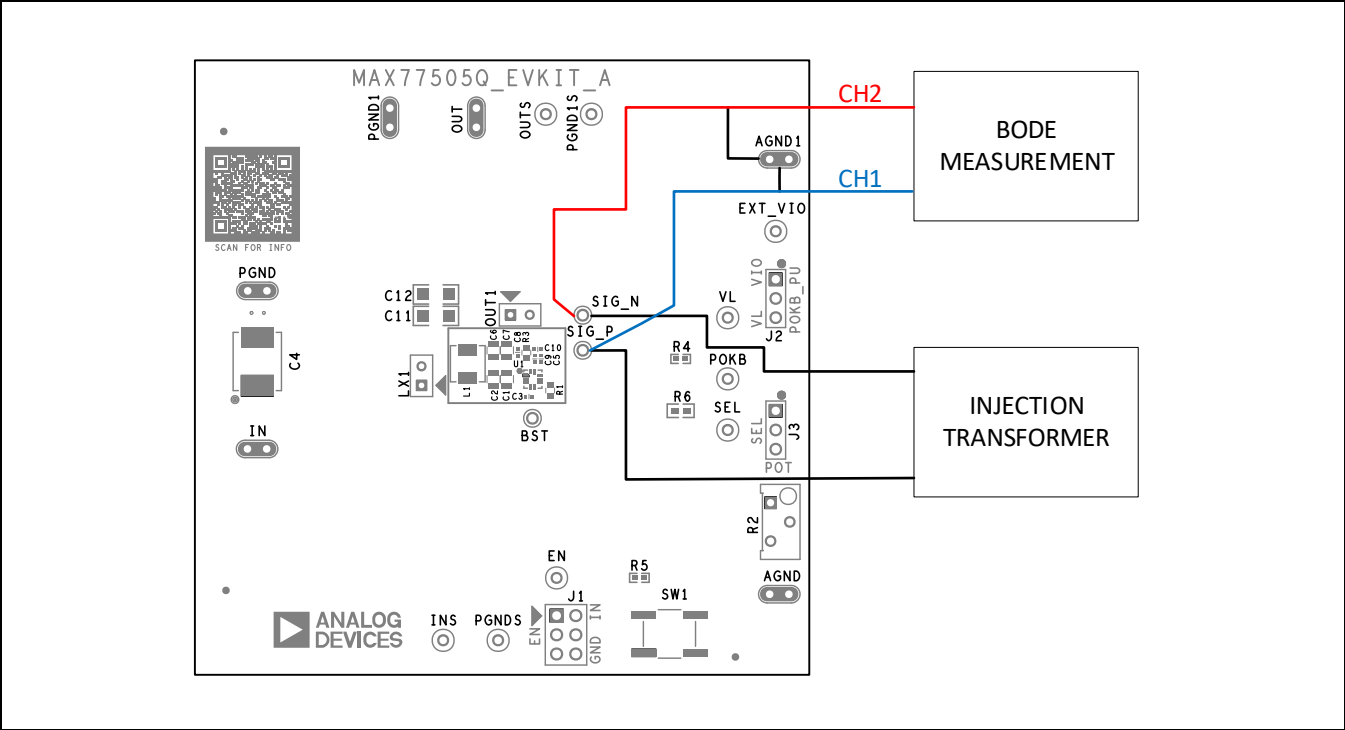 MAX77505Q_EVKIT_A
PGND1
OUT
OUTS
PGND1S
CH2
BODE
MEASUREMENT
AGND1
CH1
EXT_VIO
SCAN FOR INFO
PGND
VIO
POKB_PU
VL
J2
C12
C11
OUT1
SIG_N
VL
SIG_P
C4
LX1
L1
C6
C7
C8
R3
C10
C9
C5
U1
C2
C1
C3
R1
R4
POKB
R6
SEL
SEL
J3
POT
INJECTION
TRANSFORMER
IN
BST
R2
EN
R5
AGND
J1
SW1
ANALOG
DEVICES
INS
PGNDS
EN
IN
GND